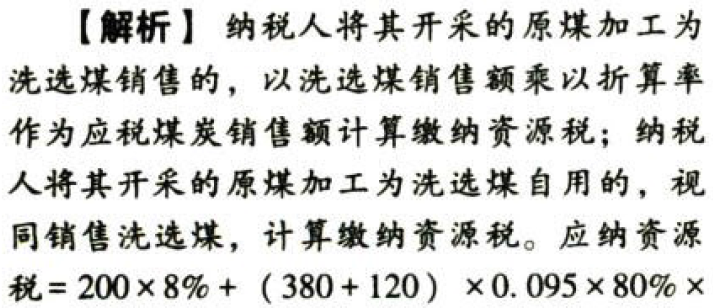 【解析】 纳税人将其开采的原煤加工为
洗选煤销售的，以洗选煤销售额乘以折算率
作为应税煤炭销售额计算缴纳资源税；纳税
人将其开采的原煤加工为洗选煤自用的，视
同销售洗选煤，计算缴纳资源税。应纳资源
税=200×8%+（380+120）×0.095×80%×